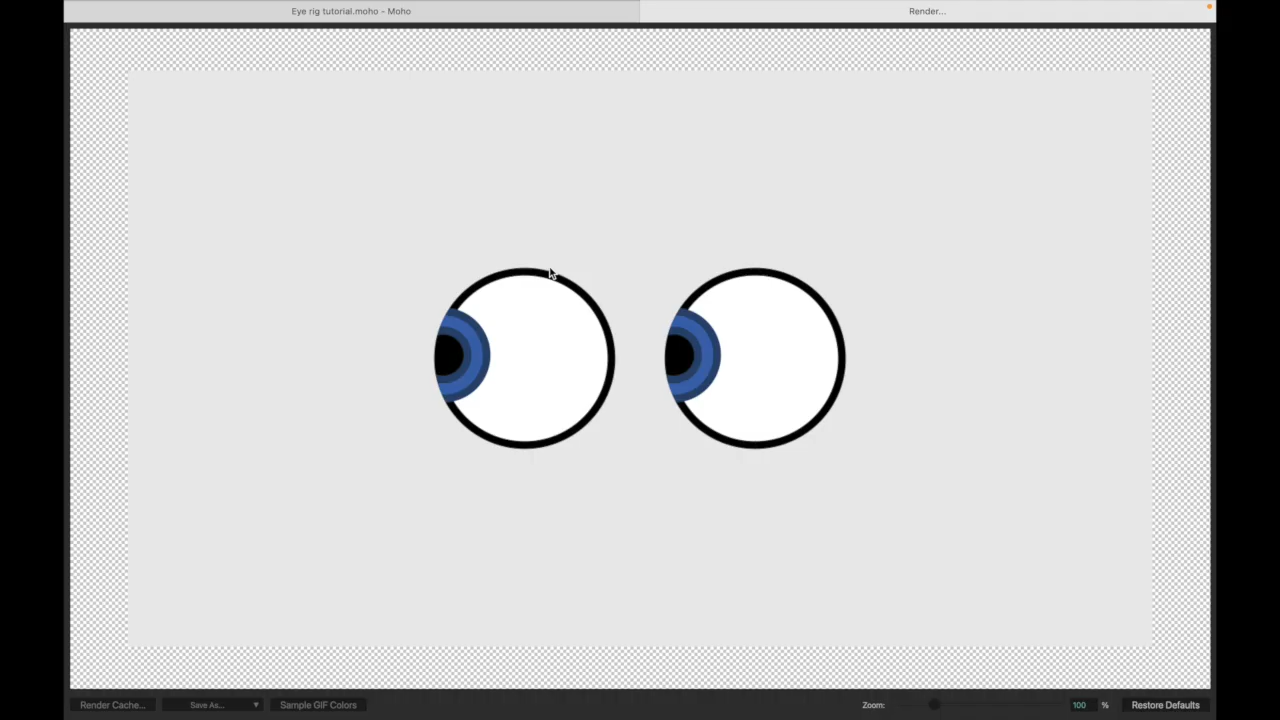 Eye rig tutorial.moho - Moho
Render...
Render Cache...
Save As...
Sample GIF Colors
Zoom:
100
%
Restore Defaults